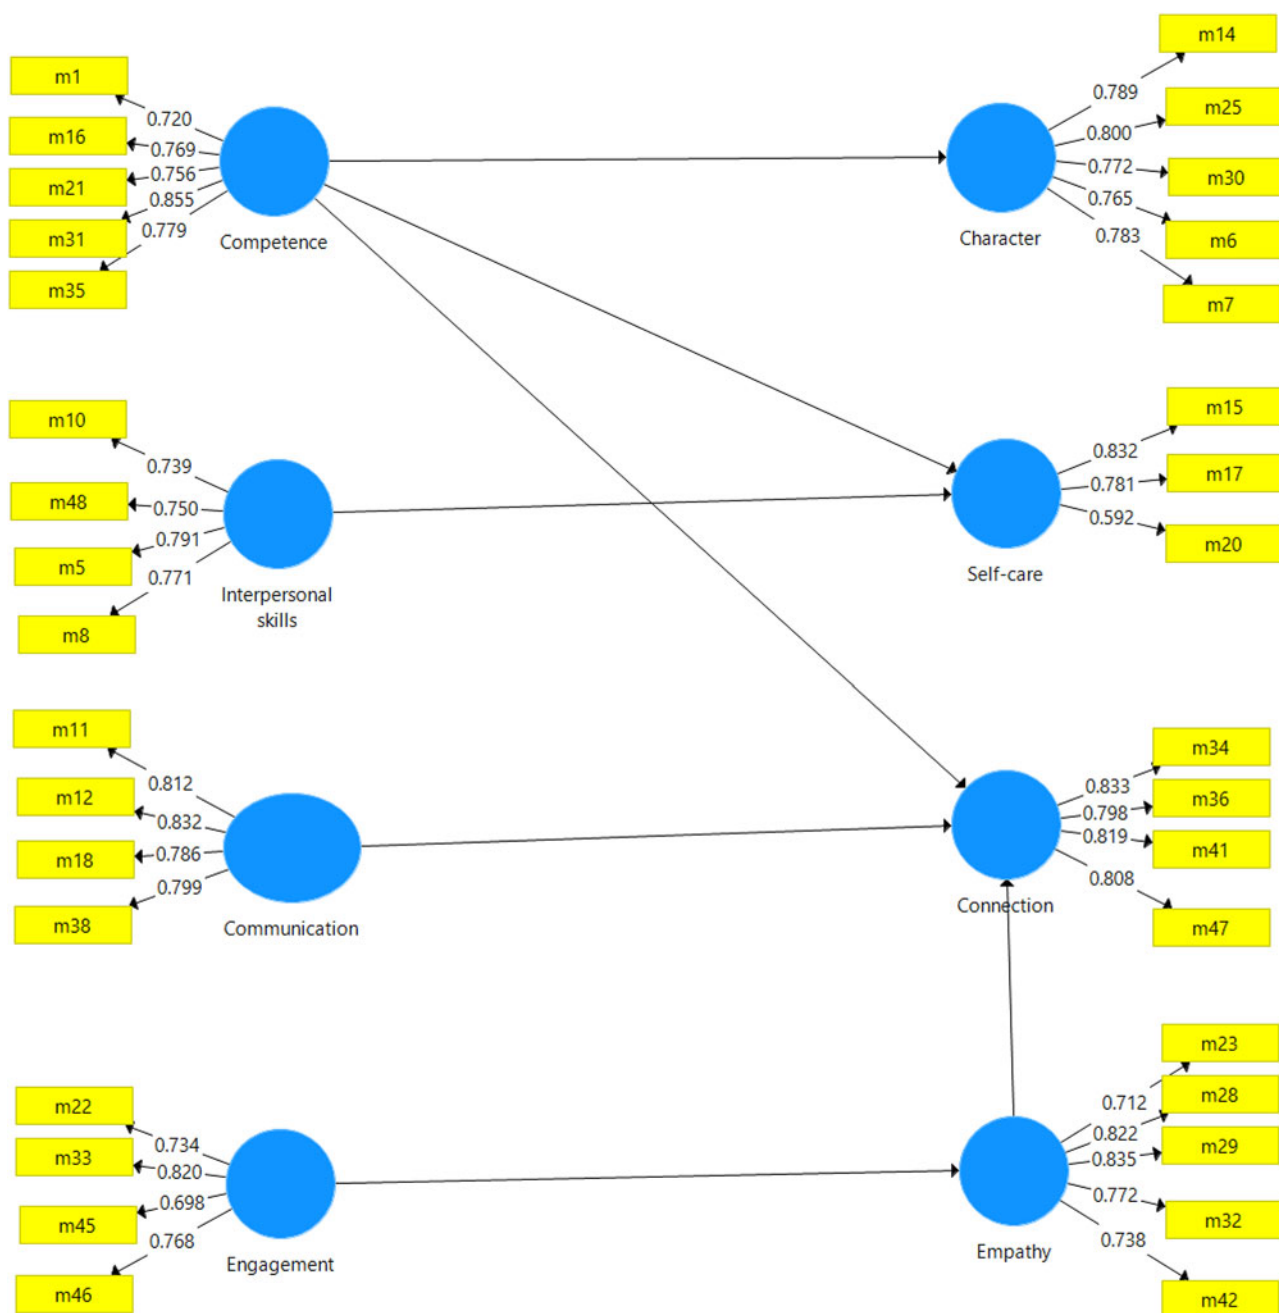 m1
m16
m21
m31
m35
0.720
0.769
0.756
0.855
0.779
Competence
m14
m25
m30
m6
m7
0.789
0.800
0.772
0.765
0.783
Character
m10
m48
m5
m8
0.739
0.750
0.791
0.771
Interpersonal
skills
m15
m17
m20
0.832
0.781
0.592
Self-care
m11
m12
m18
m38
0.812
0.832
0.786
0.799
Communication
m34
m36
m41
m47
0.833
0.798
0.819
0.808
Connection
m22
m33
m45
m46
0.734
0.820
0.698
0.768
Engagement
m23
m28
m29
m32
m42
0.712
0.822
0.835
0.772
0.738
Empathy